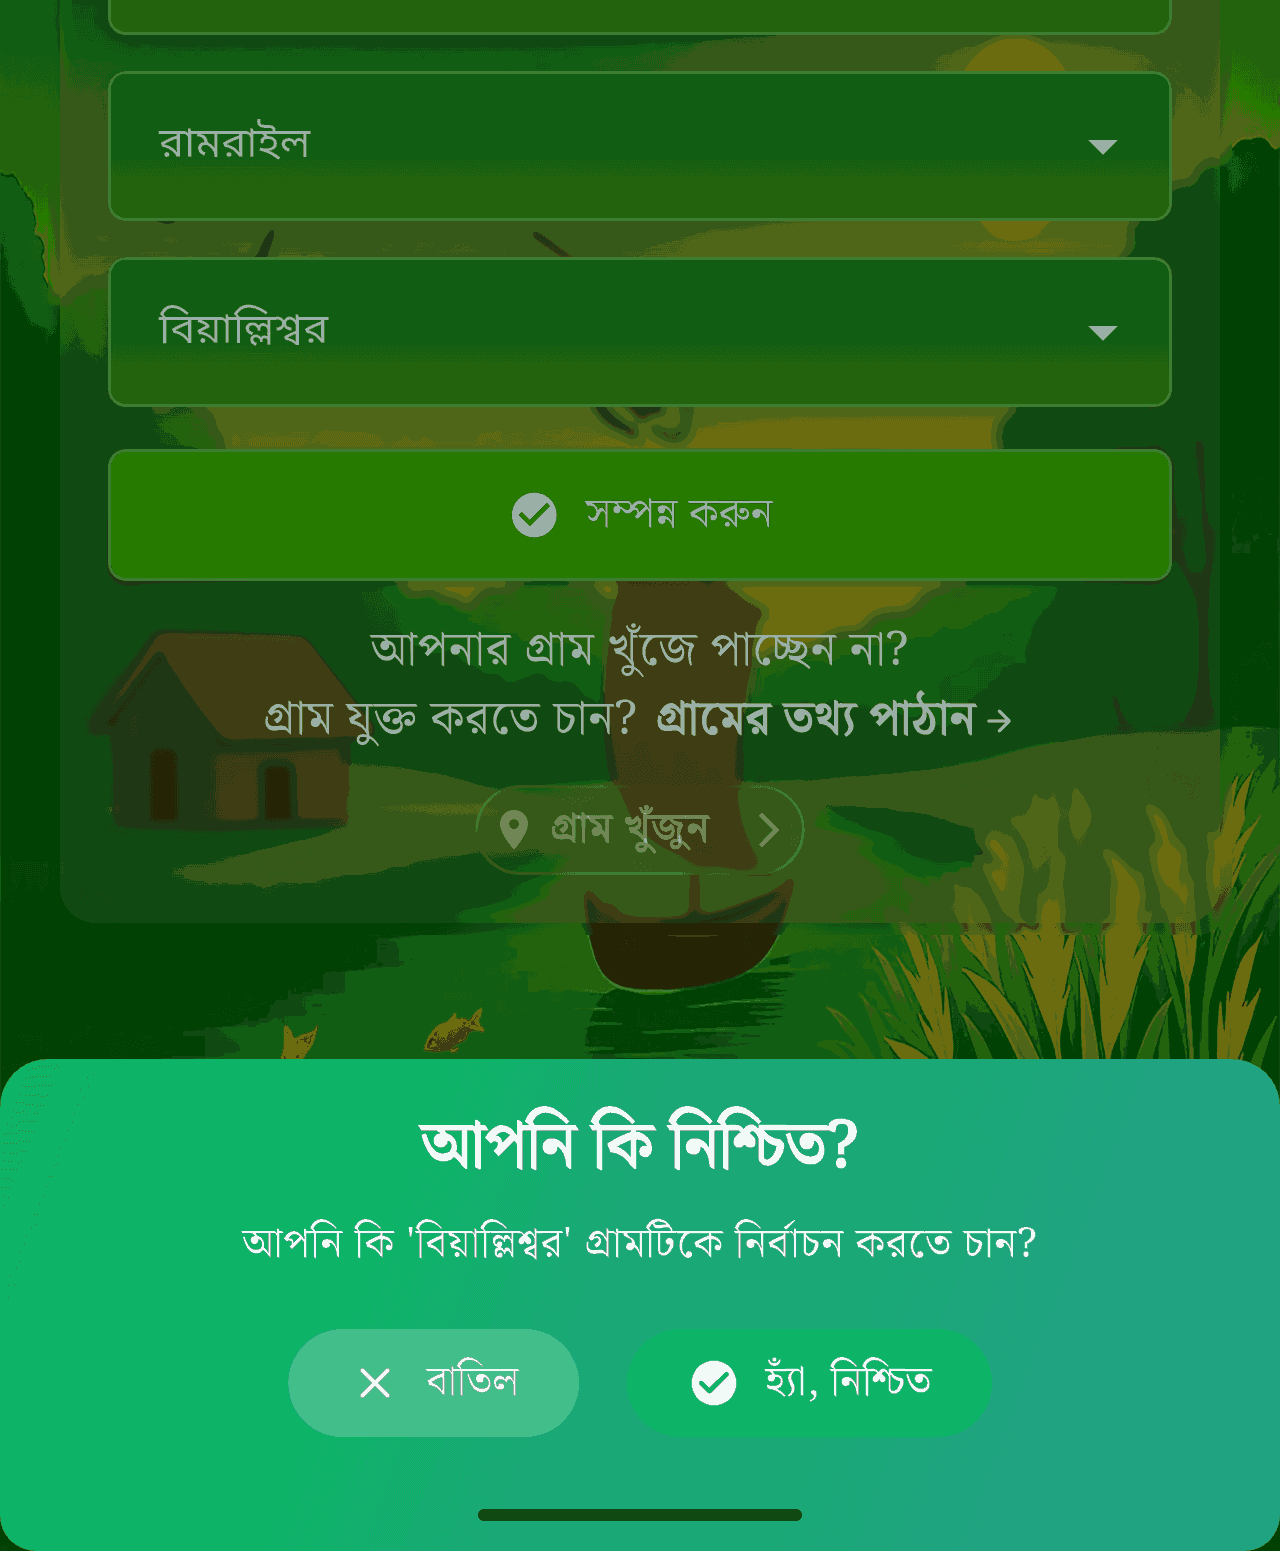 রামরাইল
বিয়াল্লিশ্বর
সম্পন্ন করুন
আপনার গ্রাম খুঁজে পাচ্ছেন না?
গ্রাম যুক্ত করতে চান? গ্রামের তথ্য পাঠান →
গ্রাম খুঁজুন
আপনি কি নিশ্চিত?
আপনি কি 'বিয়াল্লিশ্বর' গ্রামটিকে নির্বাচন করতে চান?
বাতিল
হ্যাঁ, নিশ্চিত